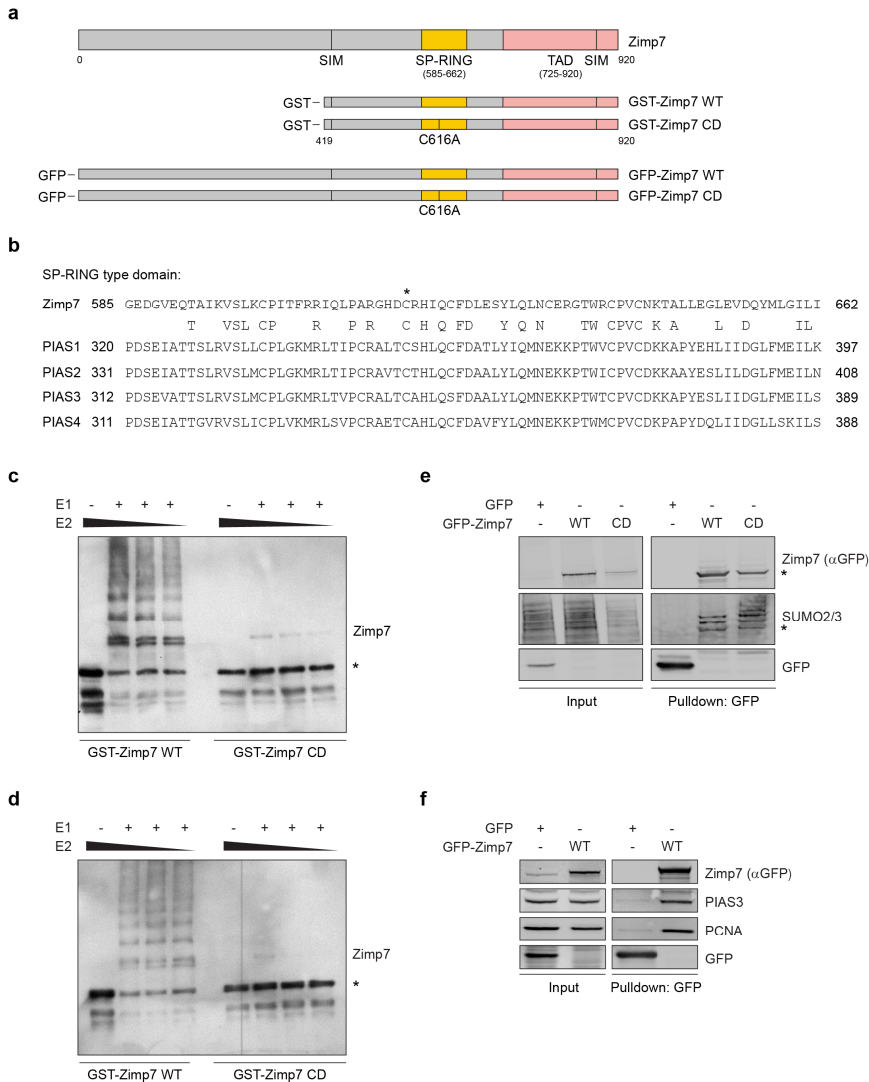 a
Zimp7
0 SIM SP-RING TAD SIM 920
(585-662) (725-920)
GST GST-Zimp7 WT
GST GST-Zimp7 CD
419 C616A 920
GFP GFP-Zimp7 WT
GFP GFP-Zimp7 CD
C616A
b
SP-RING type domain:
*
Zimp7 585 GEDGVEQTAIKVSLKCPITFRRIQLPARGHDCRHIQCFDLESYLQLNCERGTWRCPVCNKTALLEGLEVDQYMLGILI 662
T VSL CP R P R C H Q FD Y Q N TW CPVC K A L D IL
PIAS1 320 PDSEIATTSLRVSLLCPLGKMRLTIPCRALTCSHLQCFDATLYIQMNEKKPTWVCPVCDKKAPYEHLIIDGLFMEILK 397
PIAS2 331 PDSEIATTSLRVSLMCPLGKMRLTIPCRAVTCTHLQCFDAALYLQMNEKKPTWICPVCDKKAAYESLILDGLFMEILN 408
PIAS3 312 PDSEVATTSLRVSLMCPLGKMRLTVPCRALTCAHLQSFDAALYLQMNEKKPTWTCPVCDKKAPYESLIIDGLFMEILS 389
PIAS4 311 PDSEIATTGVRVSLICPLVKMRLSVPCRAETCAHLQCFDAVFYLQMNEKKPTWMCPVCDKPAPYDQLIIDGLLSKILS 388
c
E1 - + + + - + + +
E2
Zimp7
*
GST-Zimp7 WT GST-Zimp7 CD
d
E1 - + + + - + + +
E2
Zimp7
*
GST-Zimp7 WT GST-Zimp7 CD
e
GFP + - - + - -
GFP-Zimp7 - WT CD - WT CD
Zimp7 (αGFP)
*
SUMO2/3
*
GFP
Input Pulldown: GFP
f
GFP + - + -
GFP-Zimp7 - WT - WT
Zimp7 (αGFP)
PIAS3
PCNA
GFP
Input Pulldown: GFP